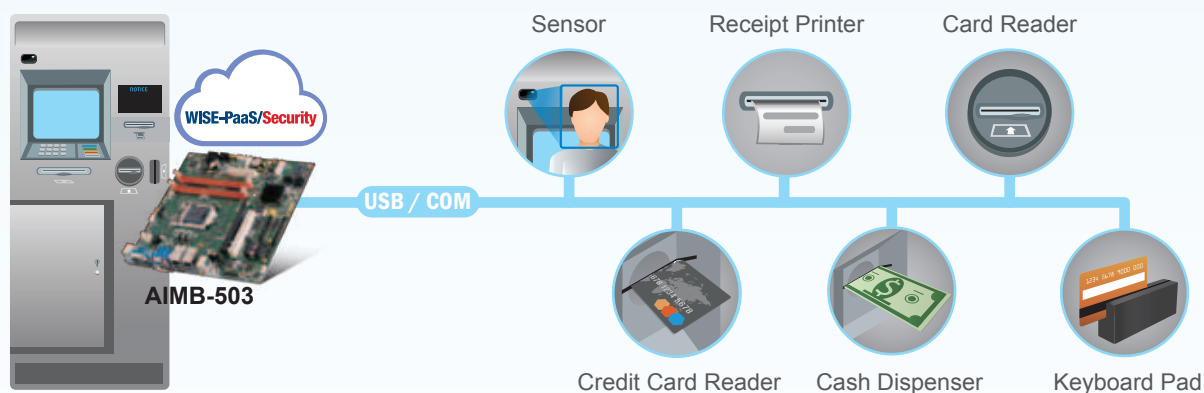 Sensor
Receipt Printer
Card Reader
NOTICE
WISE-PaaS/Security
USB / COM
AIMB-503
Credit Card Reader
Cash Dispenser
Keyboard Pad